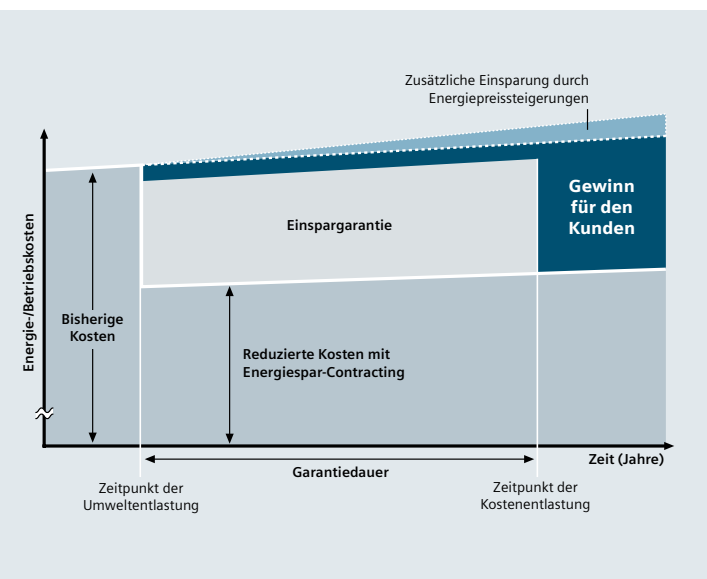 Zusätzliche Einsparung durch
Energiepreissteigerungen
Energie-/Betriebskosten
Gewinn
für den
Kunden
Einspargarantie
Bisherige
Kosten
Reduzierte Kosten mit
Energiespar-Contracting
Zeit (Jahre)
Garantiedauer
Zeitpunkt der
Umweltentlastung
Zeitpunkt der
Kostenentlastung